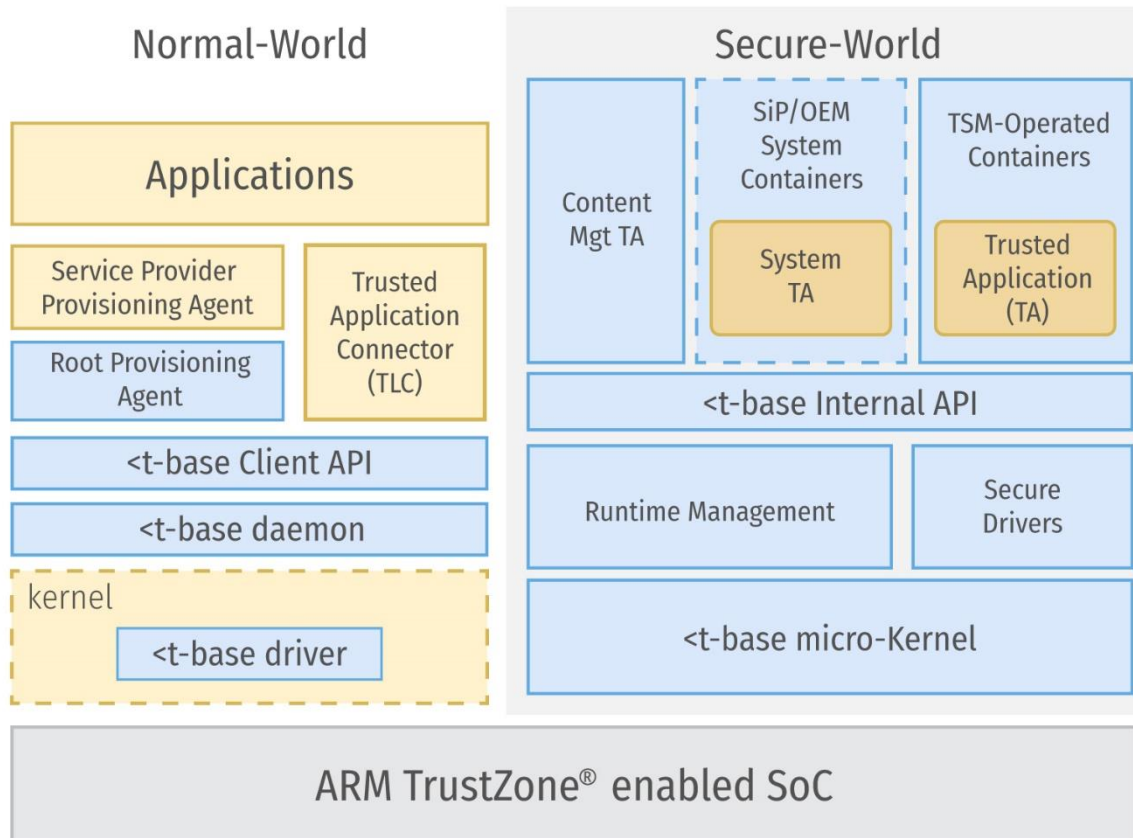 Normal-World
Applications
Service Provider
Provisioning Agent
Root Provisioning
Agent
Trusted
Application
Connector
(TLC)
<t-base Client API
<t-base daemon
kernel
<t-base driver
Secure-World
Content
Mgt TA
SiP/OEM
System
Containers
System
TA
TSM-Operated
Containers
Trusted
Application
(TA)
<t-base Internal API
Runtime Management
Secure
Drivers
<t-base micro-Kernel
ARM TrustZone® enabled SoC